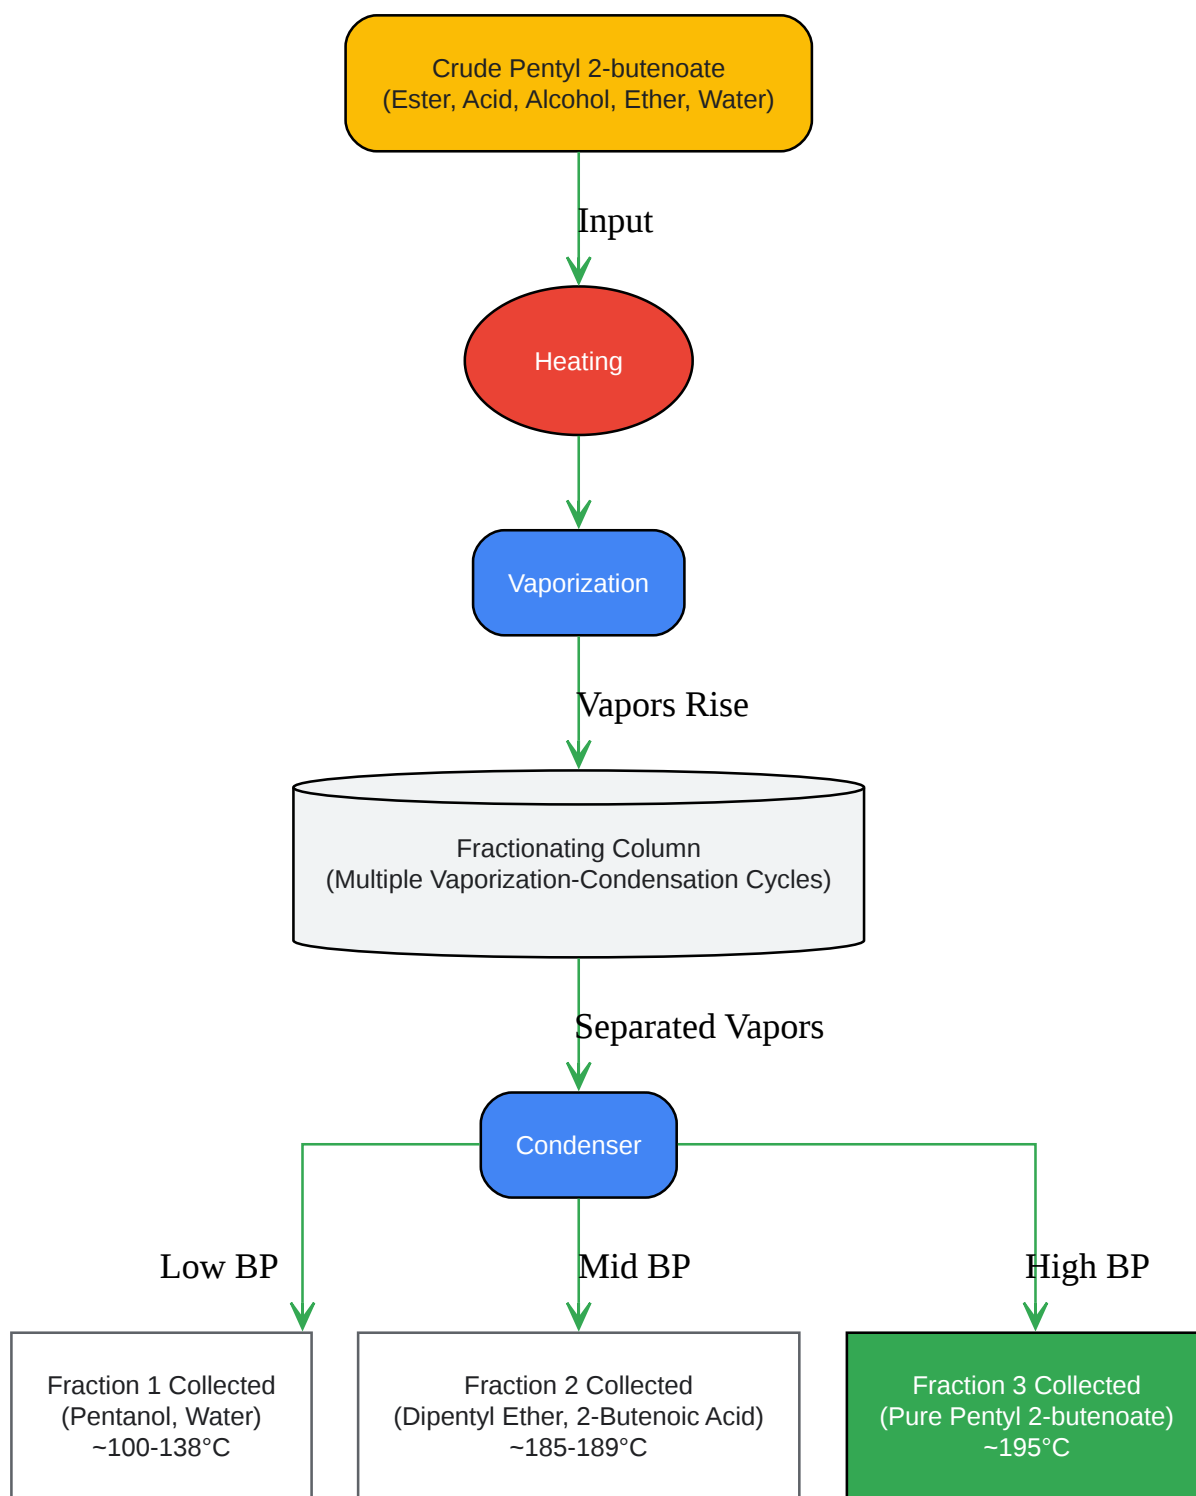 Crude Pentyl 2-butenoate
(Ester, Acid, Alcohol, Ether, Water)
Input
Heating
Vaporization
Vapors Rise
Fractionating Column
(Multiple Vaporization-Condensation Cycles)
Separated Vapors
Condenser
Low BP
Mid BP
High BP
Fraction 1 Collected
(Pentanol, Water)
~100-138°C
Fraction 2 Collected
(Dipentyl Ether, 2-Butenoic Acid)
~185-189°C
Fraction 3 Collected
(Pure Pentyl 2-butenoate)
~195°C